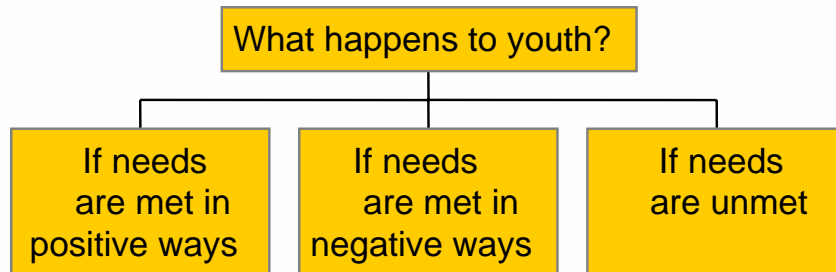 What happens to youth?
If needs
are met in
positive ways
If needs
are met in
negative ways
If needs
are unmet